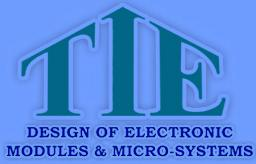 TIE
DESIGN OF ELECTRONIC
MODULES & MICRO-SYSTEMS